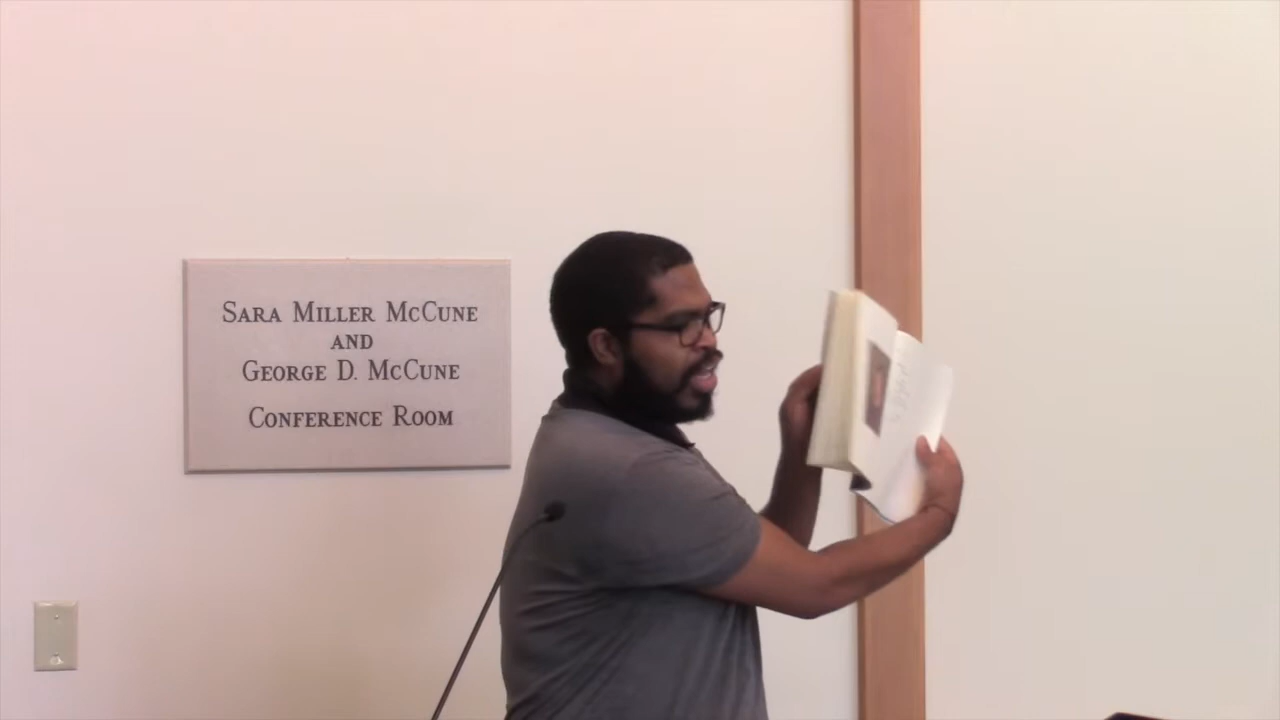 Sara Miller McCune
and
George D. McCune
Conference Room